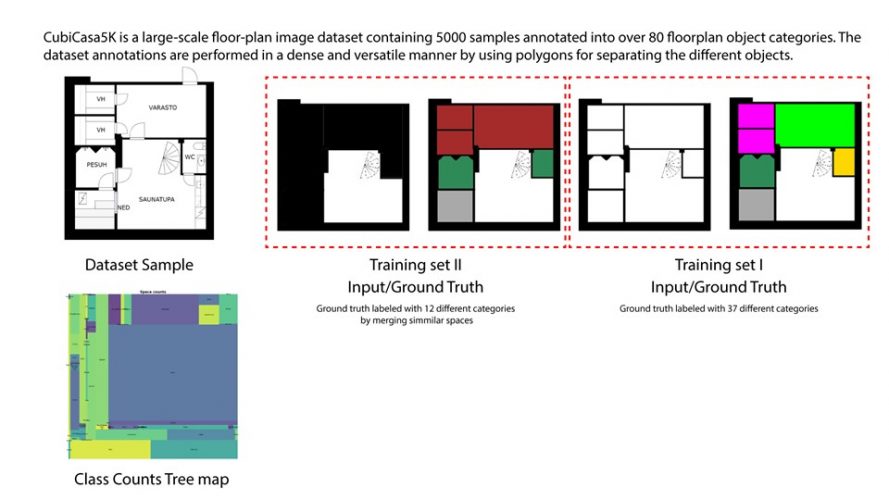 CubiCasa5K is a large-scale floor-plan image dataset containing 5000 samples annotated into over 80 floorplan object categories. The
dataset annotations are performed in a dense and versatile manner by using polygons for separating the different objects.
VH
VARASTO
VH
PESUH
WC
SAUNATUPA
NED
Dataset Sample
Training set II
Input/Ground Truth
Ground truth labeled with 12 different categories
by merging simmilar spaces
Training set I
Input/Ground Truth
Ground truth labeled with 37 different categories
Space counts
Class Counts Tree map